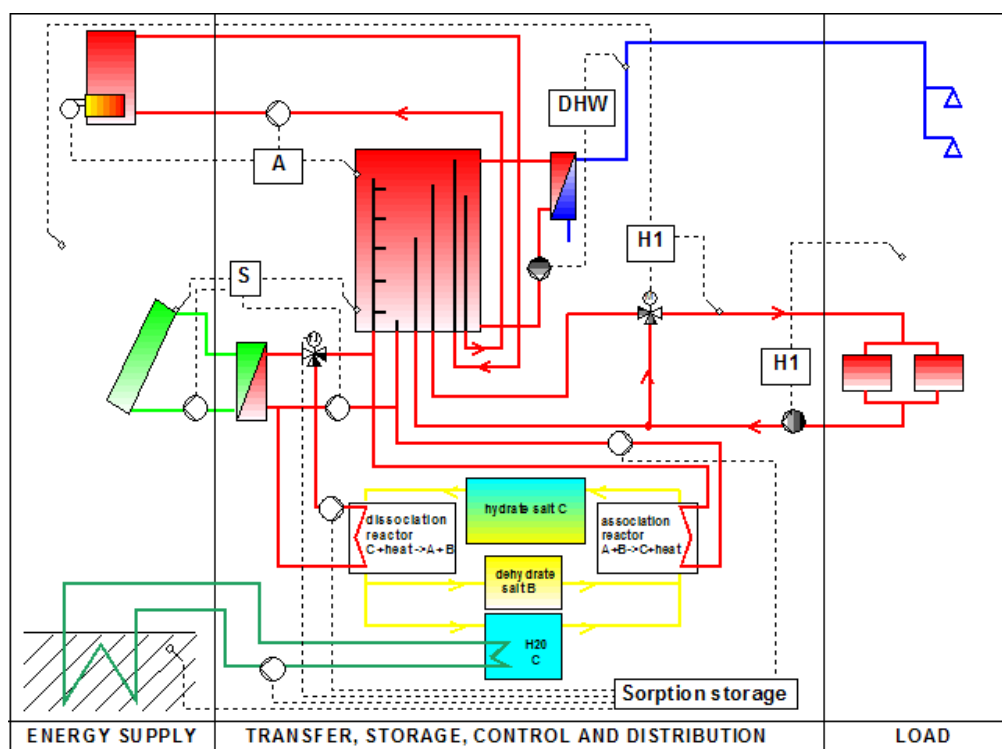 DHW
A
H1
S
H1
hydrate salt C
dissociation
reactor
C+heat->A+B
association
reactor
A+B->C+heat
dehydrate
salt B
H20
C
Sorption storage
ENERGY SUPPLY
TRANSFER, STORAGE, CONTROL AND DISTRIBUTION
LOAD